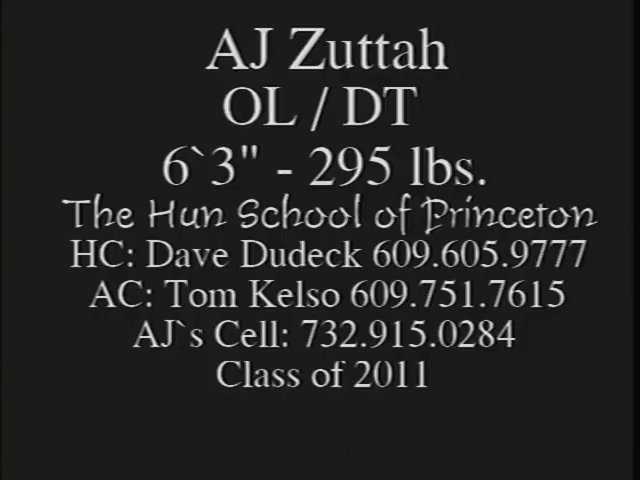 AJ Zuttah
OL / DT
6`3" - 295 lbs.
The Hun School of Princeton
HC: Dave Dudeck 609.605.9777
AC: Tom Kelso 609.751.7615
AJ`s Cell: 732.915.0284
Class of 2011